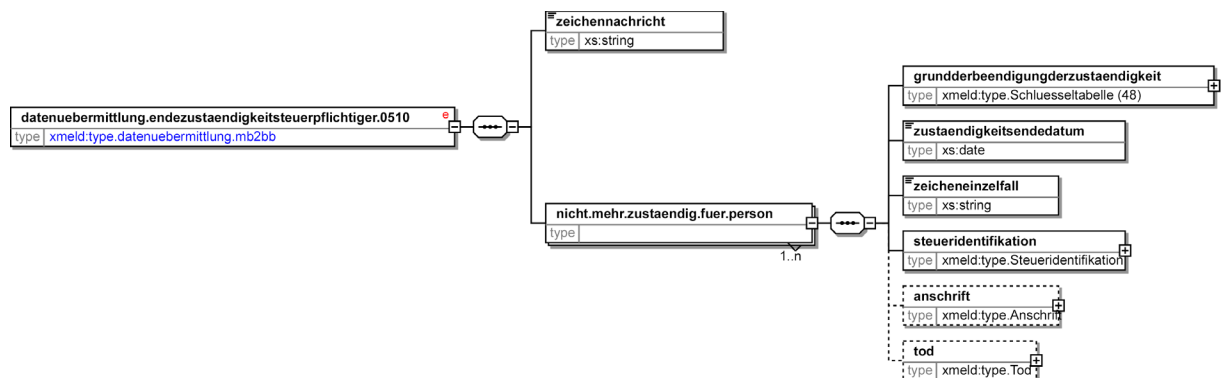 zeichennachricht
type xs:string
datenuebermittlung.endezustaendigkeitsteuerpflichtiger.0510 e
type xmeld:type.datenuebermittlung.mb2bb
nicht.mehr.zustaendig.fuer.person
type
1..n
grundderbeendigungderzustaendigkeit
type xmeld:type.Schluesseltabelle (48)
zustaendigkeitsendedatum
type xs:date
zeicheneinzelfall
type xs:string
steueridentifikation
type xmeld:type.Steueridentifikation
anschrift
type xmeld:type.Anschrift
tod
type xmeld:type.Tod